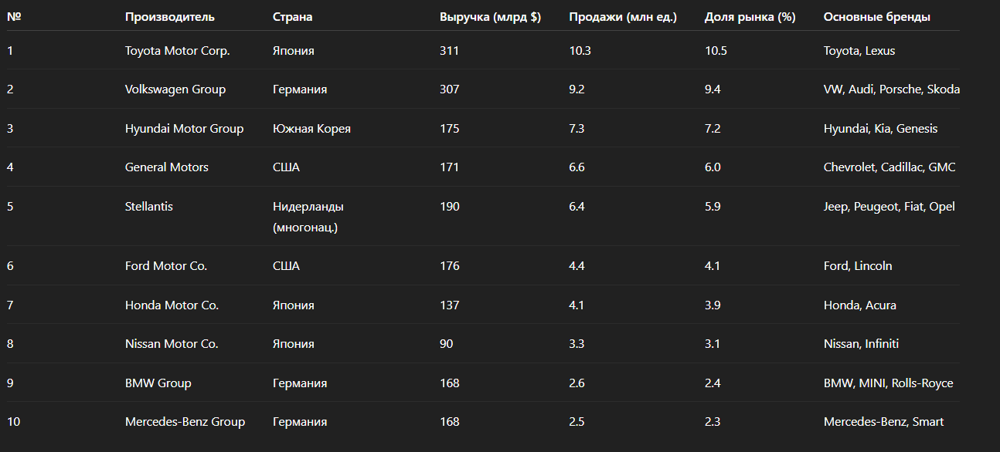 № Производитель Страна Выручка (млрд $) Продажи (млн ед.) Доля рынка (%) Основные бренды
1 Toyota Motor Corp. Япония 311 10.3 10.5 Toyota, Lexus
2 Volkswagen Group Германия 307 9.2 9.4 VW, Audi, Porsche, Skoda
3 Hyundai Motor Group Южная Корея 175 7.3 7.2 Hyundai, Kia, Genesis
4 General Motors США 171 6.6 6.0 Chevrolet, Cadillac, GMC
5 Stellantis Нидерланды 190 6.4 5.9 Jeep, Peugeot, Fiat, Opel
(многонац.)
6 Ford Motor Co. США 176 4.4 4.1 Ford, Lincoln
7 Honda Motor Co. Япония 137 4.1 3.9 Honda, Acura
8 Nissan Motor Co. Япония 90 3.3 3.1 Nissan, Infiniti
9 BMW Group Германия 168 2.6 2.4 BMW, MINI, Rolls-Royce
10 Mercedes-Benz Group Германия 168 2.5 2.3 Mercedes-Benz, Smart